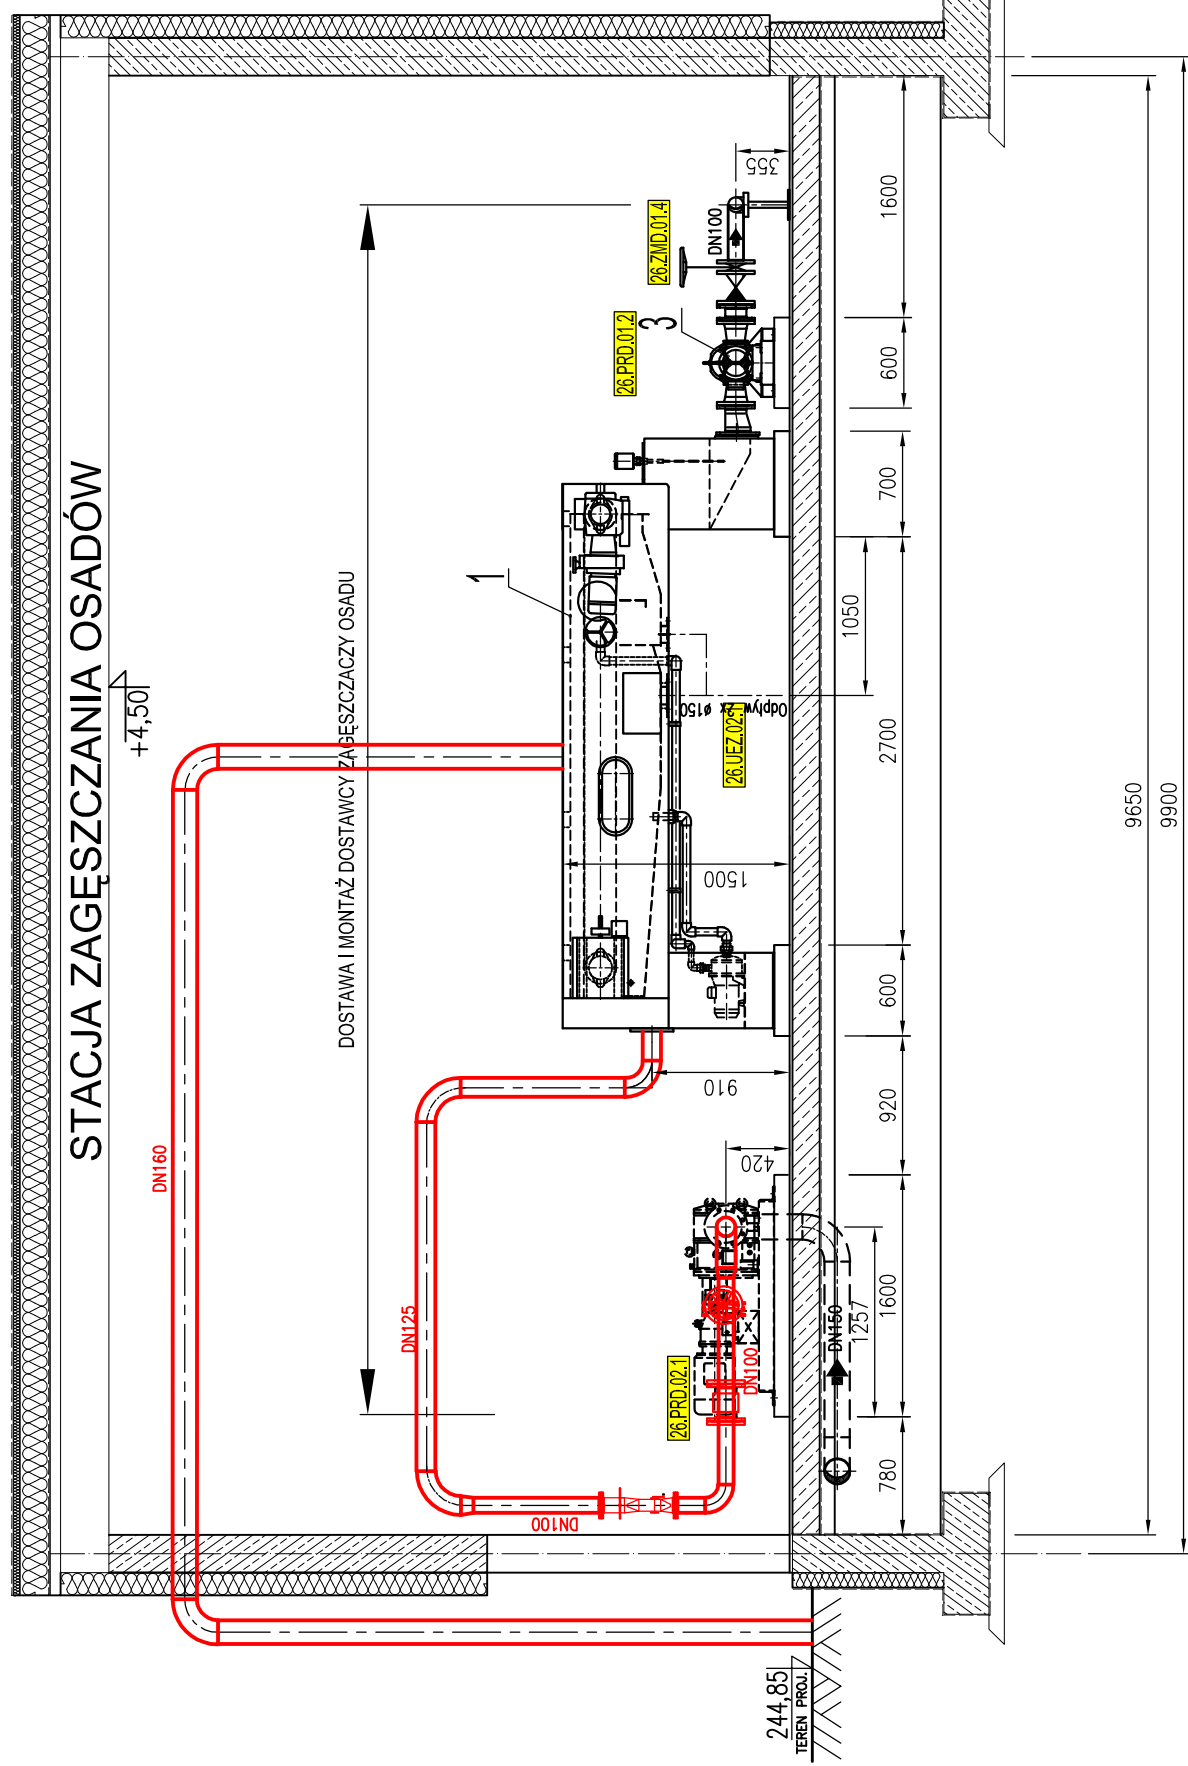 STACJA ZAGĘSZCZANIA OSADÓW
+4,50
DN160
DOSTAWA I MONTAŻ DOSTAWCY ZAGĘSZCZACZY OSADU
DN125
1
26.PRD.01.2
3
26.ZMD.01.4
DN100
355
Odpływ 2x ø150
26.UEZ.02.1
1500
910
420
26.PRD.02.1
DN100
DN100
DN150
1257
1050
780
1600
920
600
2700
700
600
1600
9650
9900
244,85
TEREN PROJ.